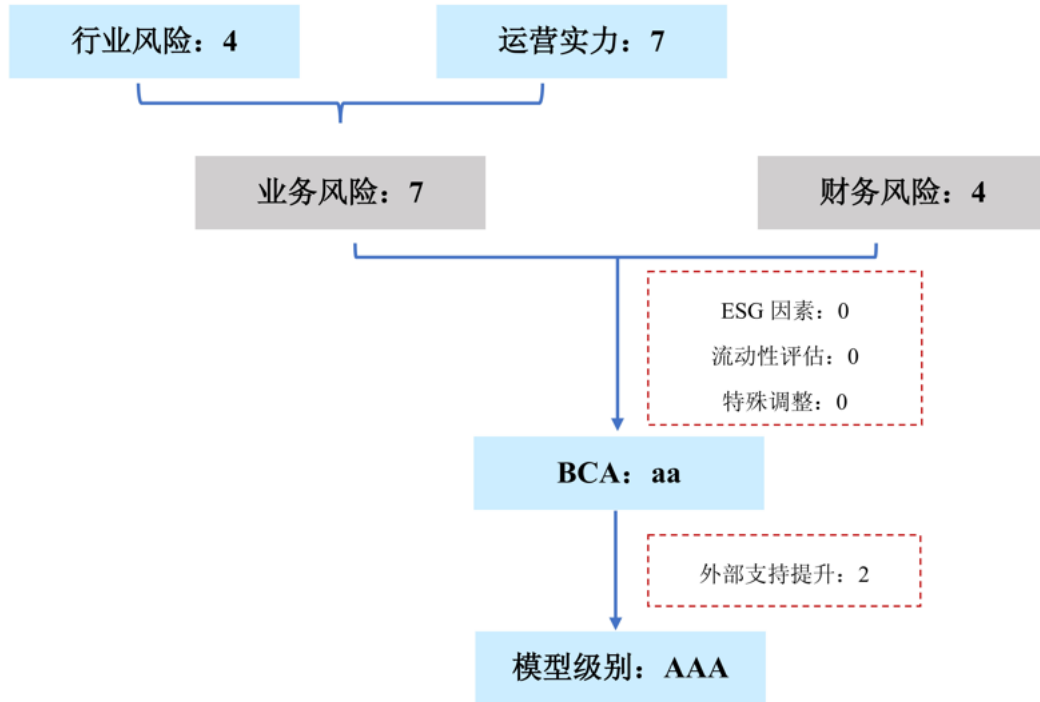 行业风险：4
运营实力：7
业务风险：7
财务风险：4
ESG 因素：0
流动性评估：0
特殊调整：0
BCA：aa
外部支持提升：2
模型级别：AAA